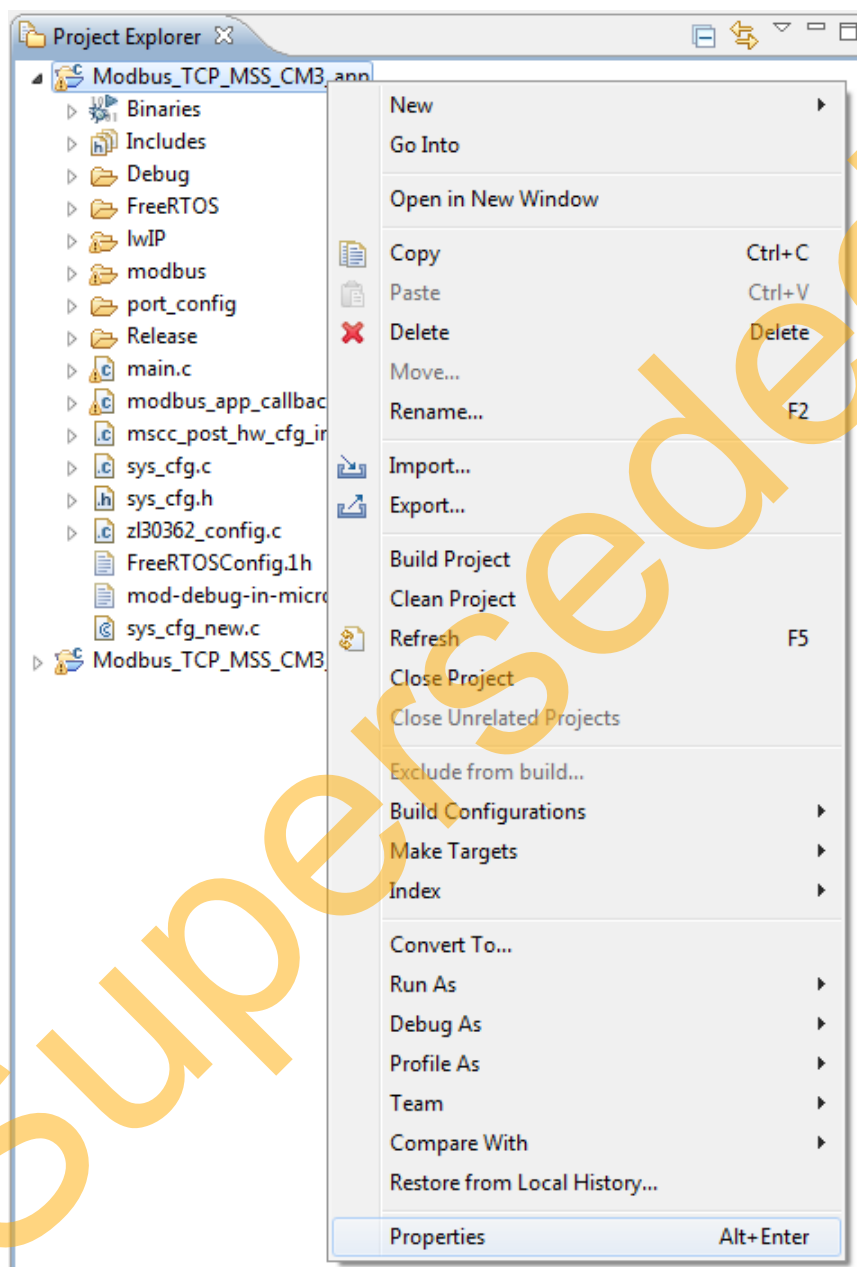 Project Explorer
Modbus_TCP_MSS_CM3_app
Binaries
Includes
Debug
FreeRTOS
lwIP
modbus
port_config
Release
main.c
modbus_app_callbac
mscc_post_hw_cfg_in
sys_cfg.c
sys_cfg.h
zl30362_config.c
FreeRTOSConfig.1h
mod-debug-in-micro
sys_cfg_new.c
Modbus_TCP_MSS_CM3_
New
Go Into
Open in New Window
Copy Ctrl+C
Paste Ctrl+V
Delete Delete
Move...
Rename... F2
Import...
Export...
Build Project
Clean Project
Refresh F5
Close Project
Close Unrelated Projects
Exclude from build...
Build Configurations
Make Targets
Index
Convert To...
Run As
Debug As
Profile As
Team
Compare With
Restore from Local History...
Properties Alt+Enter
Superseded